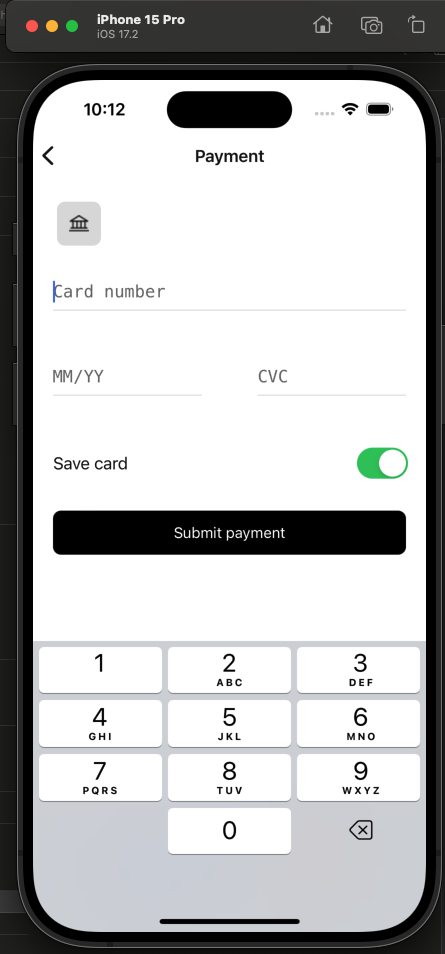 iPhone 15 Pro
iOS 17.2
10:12
Payment
Card number
MM/YY CVC
Save card
Submit payment
1 2 3
ABC DEF
4 5 6
GHI JKL MNO
7 8 9
PQRS TUV WXYZ
0